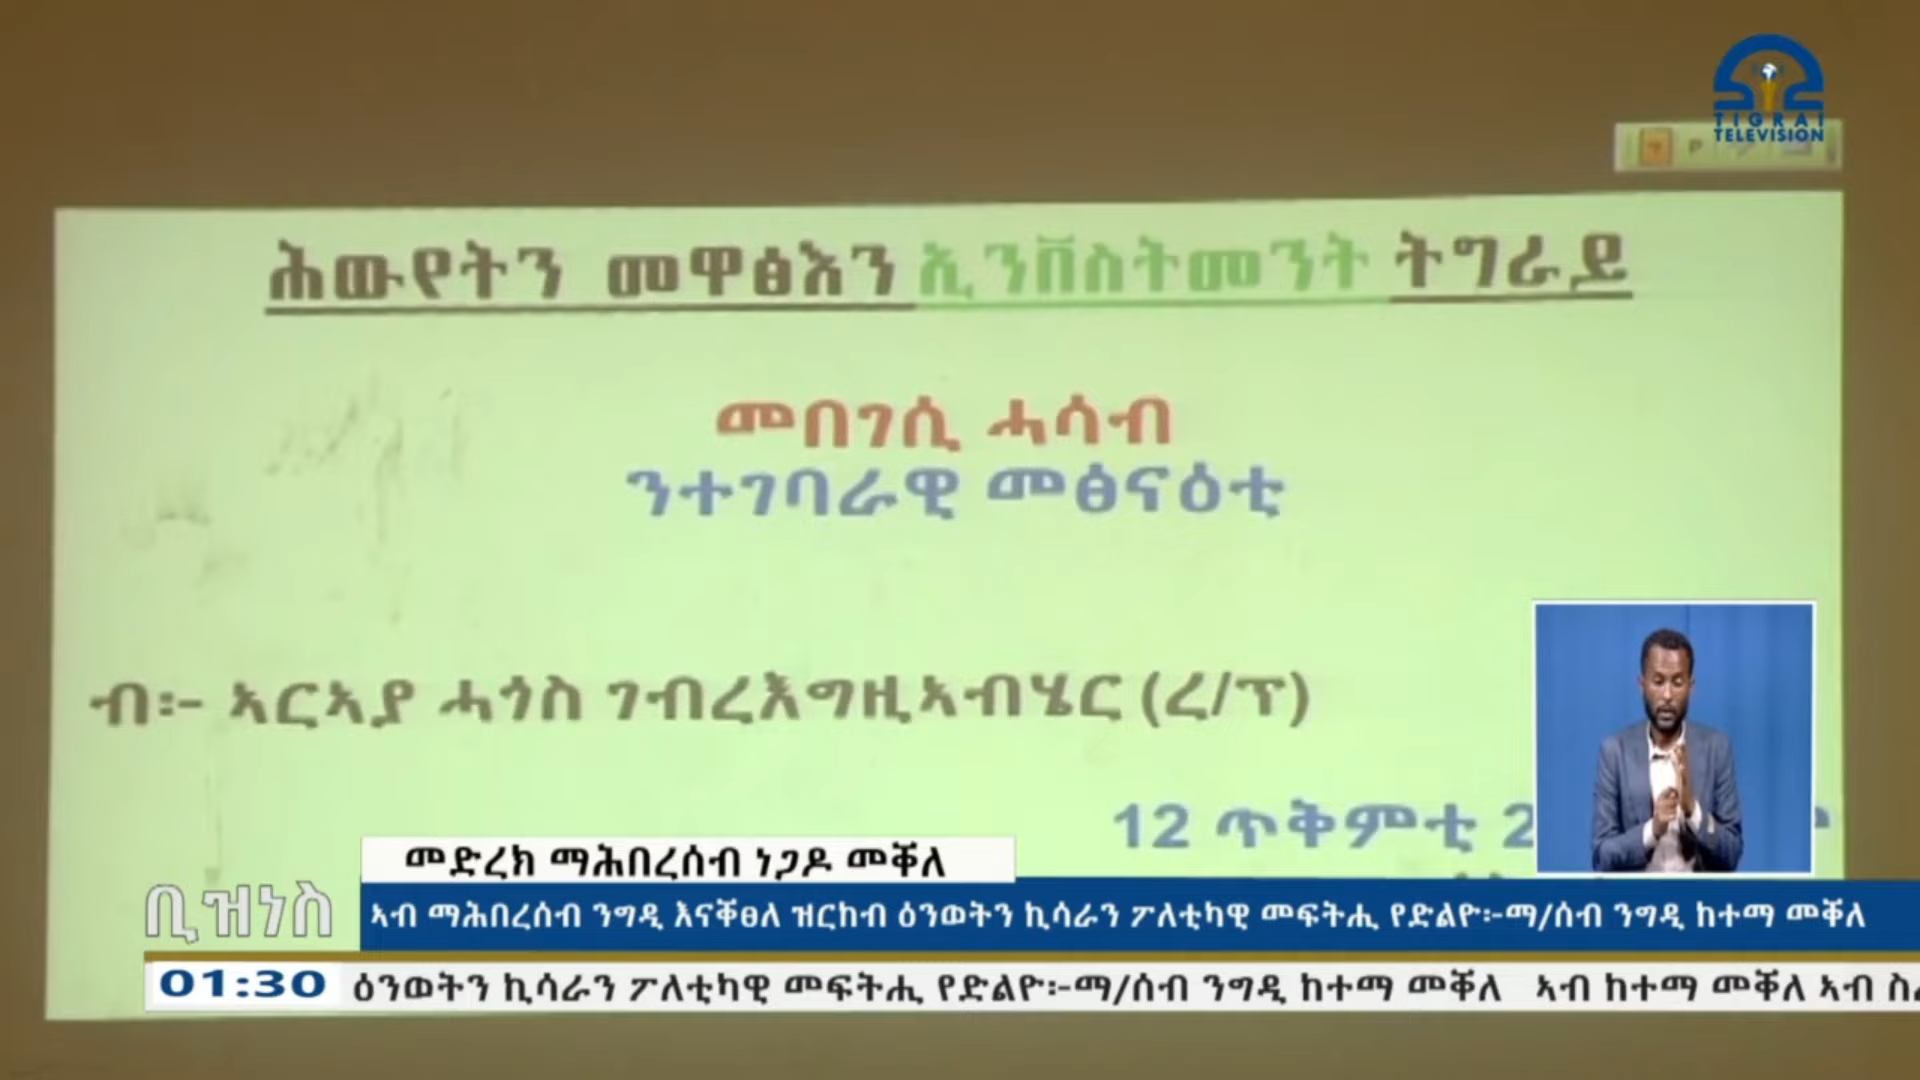 TIGRAI
TELEVISION
ሕውየትን መዋፅእን ኢንቨስትመንት ትግራይ
መበገሲ ሓሳብ
ንተገባራዊ መፅናዕቲ
ብ፡- ኣርኣያ ሓጎስ ገብረእግዚኣብሄር (ረ/ፕ)
12 ጥቅምቲ
መድረክ ማሕበረሰብ ነጋዶ መቐለ
ቢዝነስ
ኣብ ማሕበረሰብ ንግዲ እናቐፀለ ዝርከብ ዕንወትን ኪሳራን ፖለቲካዊ መፍትሒ የድልዮ፡-ማ/ሰብ ንግዲ ከተማ መቐለ
01:30 ዕንወትን ኪሳራን ፖለቲካዊ መፍትሒ የድልዮ፡-ማ/ሰብ ንግዲ ከተማ መቐለ ኣብ ከተማ መቐለ ኣብ